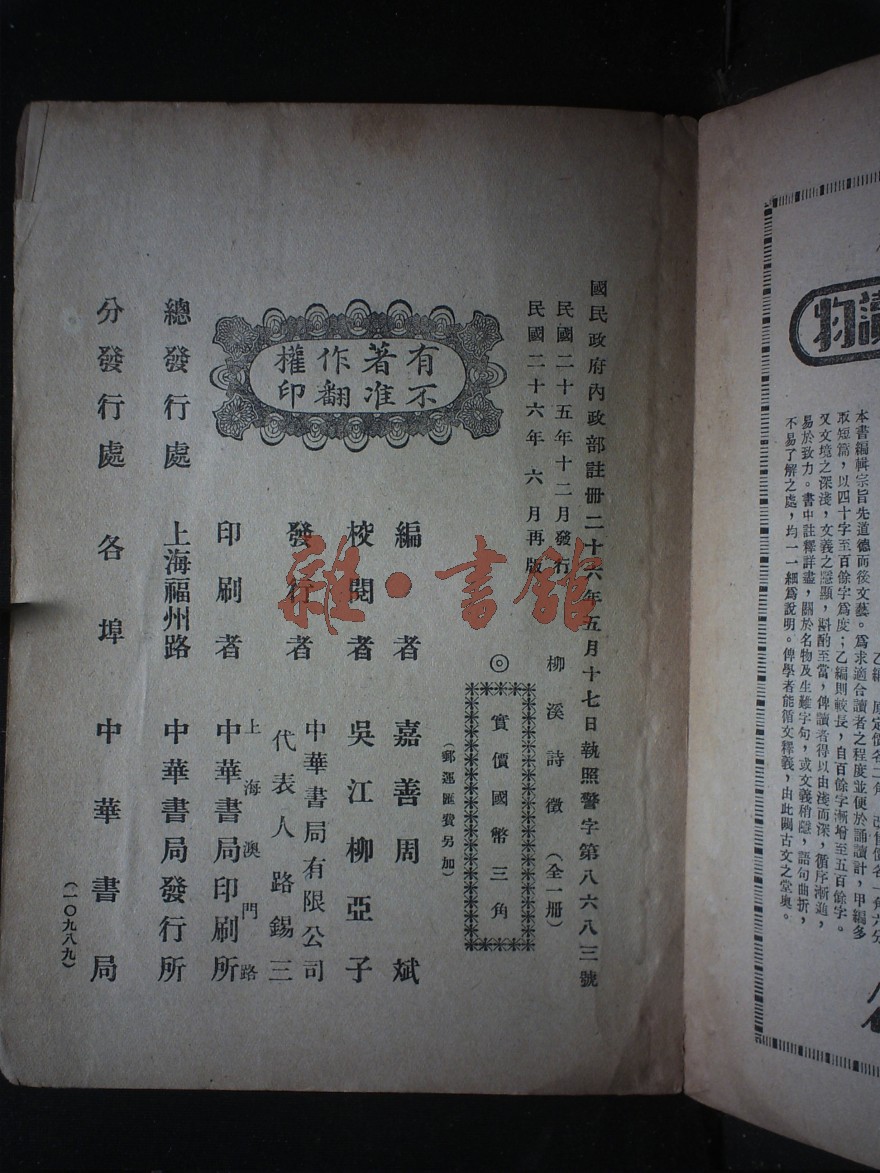 國民政府內政部註冊二十六年五月十七日執照警字第八六八三號
民國二十五年十二月發行
民國二十六年六月再版
柳溪詩徵（全一册）
◎實價國幣三角
（郵運匯費另加）
有著作權
不准翻印
編者 嘉善周斌
校閱者 吳江柳亞子
發行者 中華書局有限公司
代表人路錫三
印刷者 上海澳門路
中華書局印刷所
總發行處 上海福州路 中華書局發行所
分發行處 各埠中華書局
（一〇九八九）
雜·書館
讀物
本書編輯宗旨先道德而後文藝。爲求適合讀者之程度並便於誦讀計，甲編多
取短篇，以四十字至百餘字爲度；乙編則較長，自百餘字漸增至五百餘字。
又文境之深淺，文義之隱顯，斟酌至當，俾讀者得以由淺而深，循序漸進，
易於致力。書中註釋詳盡，關於名物及生難字句，或文義稍隱，語句曲折，
不易了解之處，均一一細爲說明。俾學者能循文釋義，由此闚古文之堂奧。